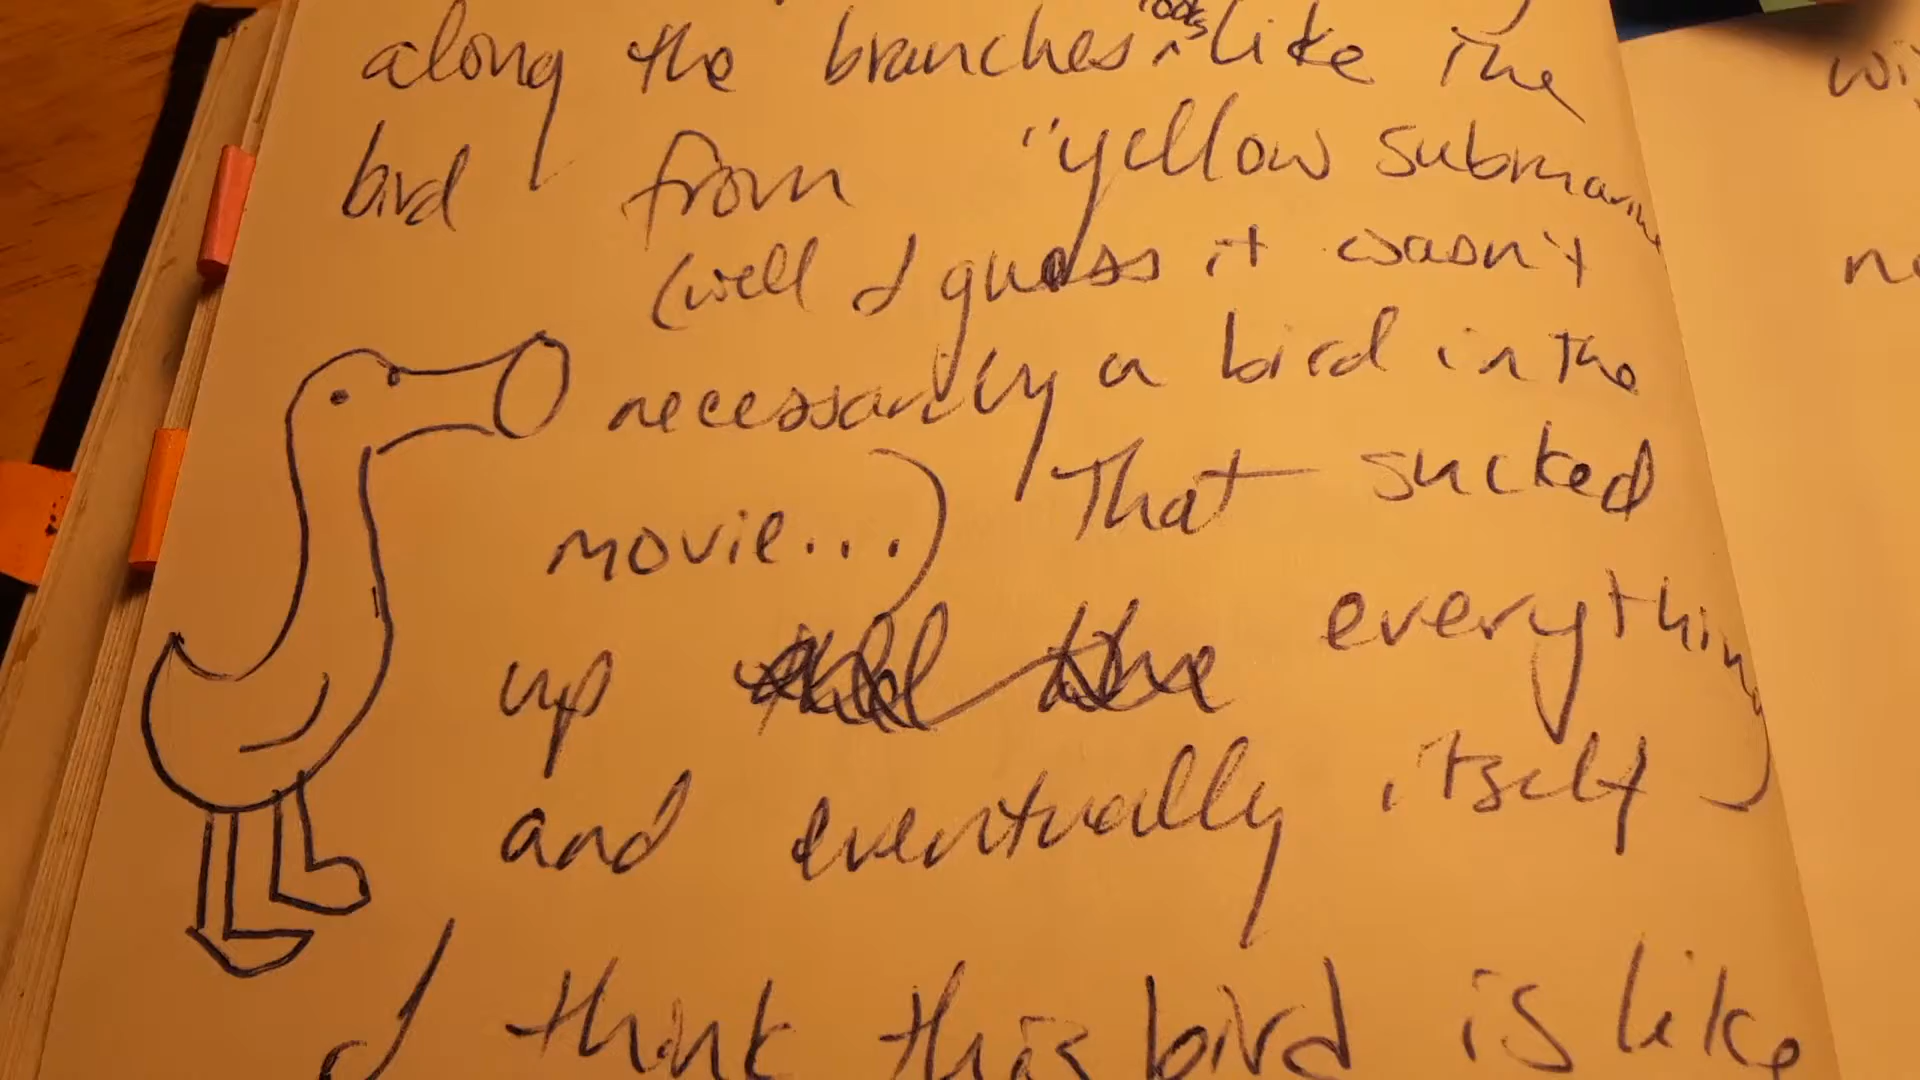 along the branches, looks like the
bird from "yellow submarine
(well I guess it wasn't
necessarily a bird in the
movie...) That sucked
up everything
and eventually itself)
I think this bird is like